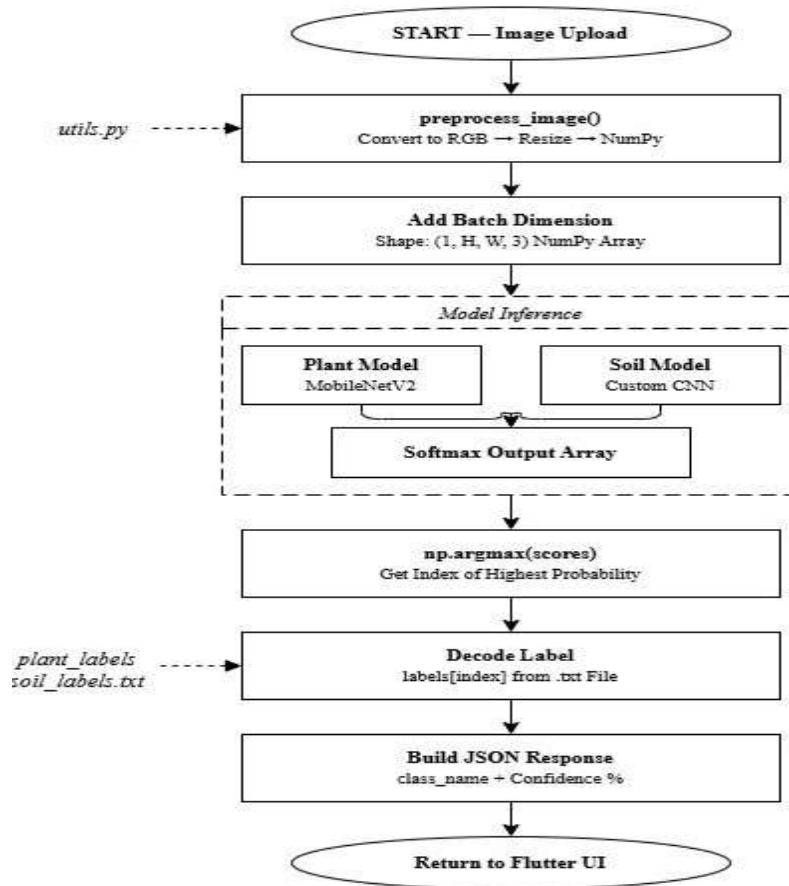 START — Image Upload
utils.py
preprocess_image()
Convert to RGB → Resize → NumPy
Add Batch Dimension
Shape: (1, H, W, 3) NumPy Array
Model Inference
Plant Model
MobileNetV2
Soil Model
Custom CNN
Softmax Output Array
np.argmax(scores)
Get Index of Highest Probability
plant_labels
soil_labels.txt
Decode Label
labels[index] from .txt File
Build JSON Response
class_name + Confidence %
Return to Flutter UI